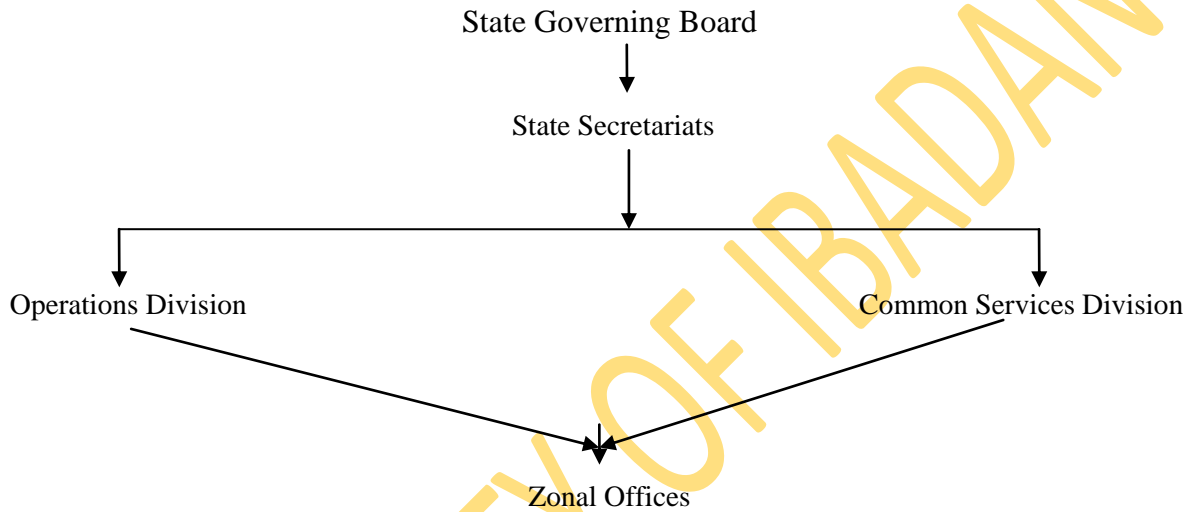 State Governing Board
State Secretariats
Operations Division
Common Services Division
Zonal Offices
Y OF IBADAN